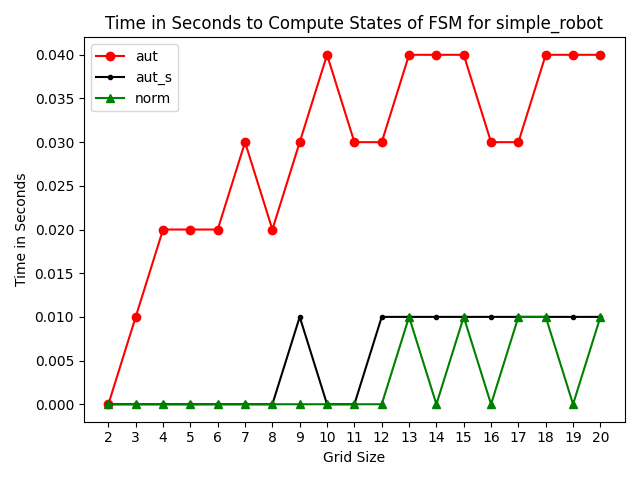 Time in Seconds to Compute States of FSM for simple_robot
aut
aut_s
norm
Time in Seconds
0.040
0.035
0.030
0.025
0.020
0.015
0.010
0.005
0.000
2 3 4 5 6 7 8 9 10 11 12 13 14 15 16 17 18 19 20
Grid Size